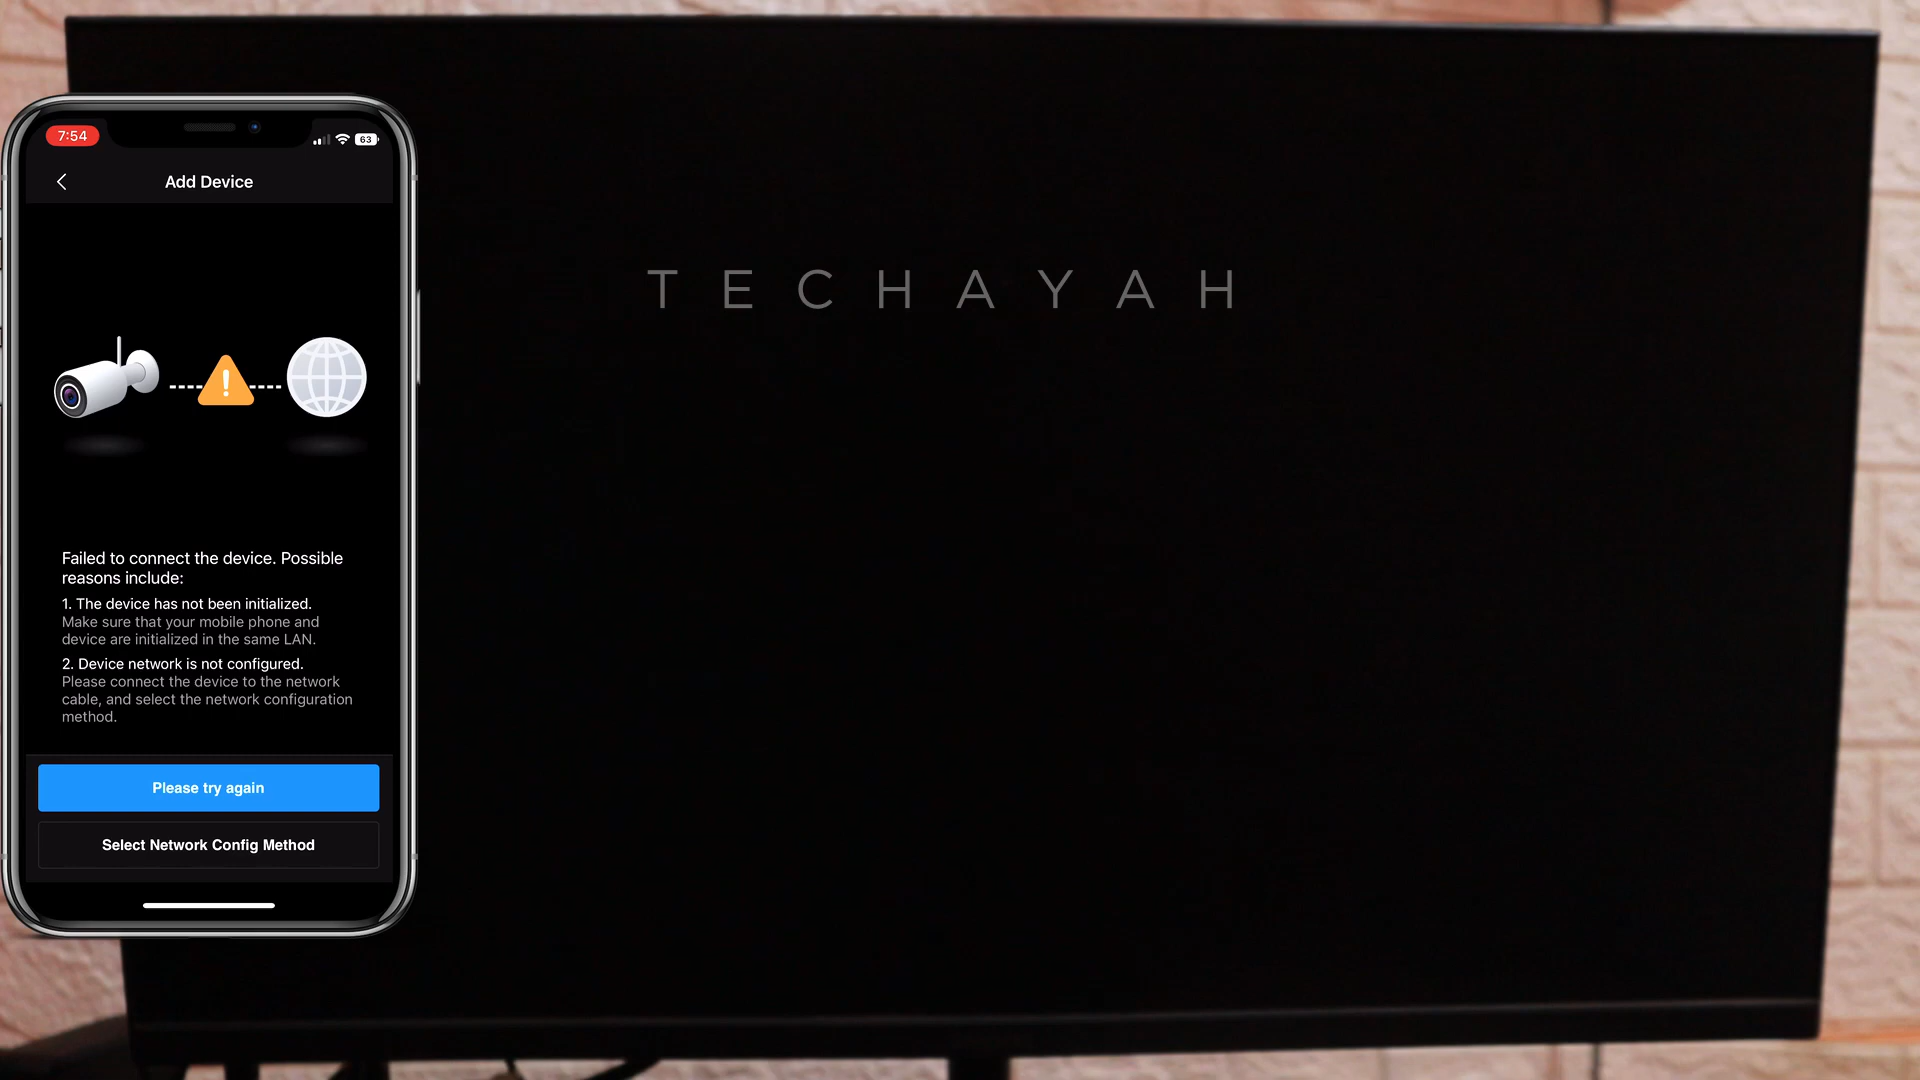 7:54
63
Add Device
TECHAYAH
Failed to connect the device. Possible
reasons include:
1. The device has not been initialized.
Make sure that your mobile phone and
device are initialized in the same LAN.
2. Device network is not configured.
Please connect the device to the network
cable, and select the network configuration
method.
Please try again
Select Network Config Method